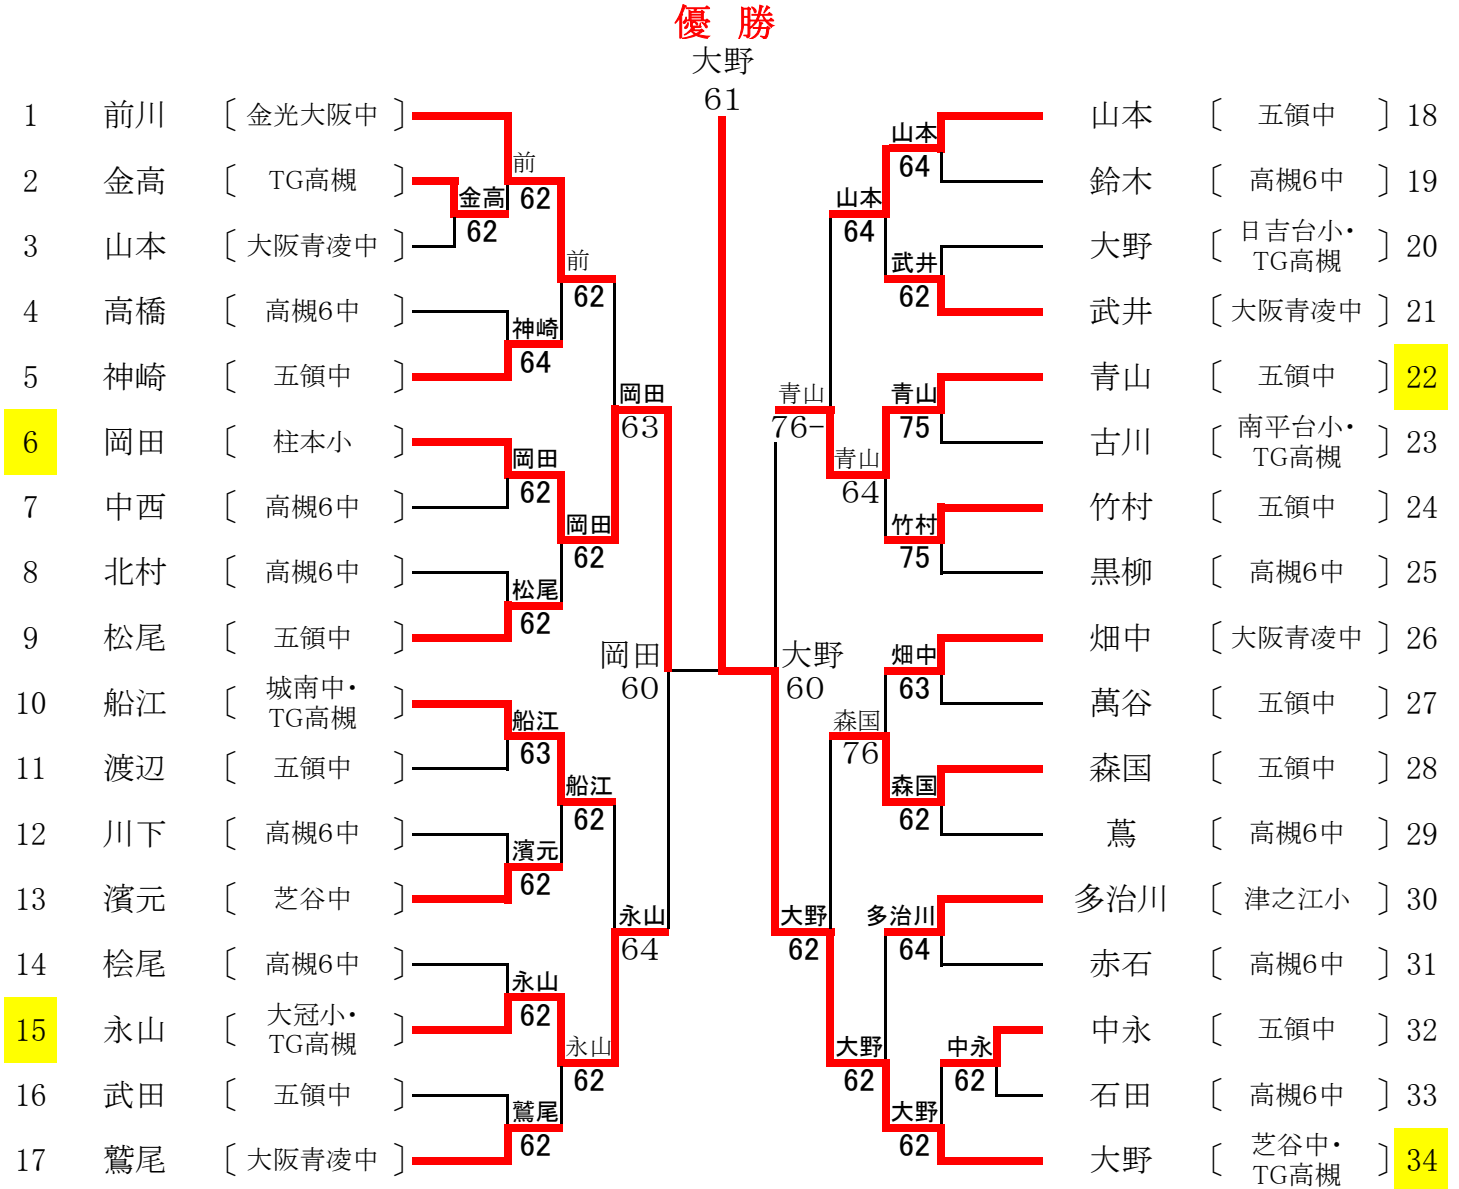 優 勝
大野
61
1 前川 〔 金光大阪中 〕
2 金高 〔 TG高槻 〕
3 山本 〔 大阪青凌中 〕
4 高橋 〔 高槻6中 〕
5 神崎 〔 五領中 〕
6 岡田 〔 柱本小 〕
7 中西 〔 高槻6中 〕
8 北村 〔 高槻6中 〕
9 松尾 〔 五領中 〕
10 船江 〔 城南中・
TG高槻 〕
11 渡辺 〔 五領中 〕
12 川下 〔 高槻6中 〕
13 濱元 〔 芝谷中 〕
14 桧尾 〔 高槻6中 〕
15 永山 〔 大冠小・
TG高槻 〕
16 武田 〔 五領中 〕
17 鷲尾 〔 大阪青凌中 〕
金高
62
前
62
神崎
64
岡田
62
松尾
62
船江
63
濱元
62
永山
62
鷲尾
62
前
62
岡田
62
船江
62
永山
62
岡田
63
永山
64
岡田
60
大野
60
青山
76-
大野
62
山本
64
青山
64
森国
76
大野
62
山本
64
武井
62
青山
75
竹村
75
畑中
63
森国
62
多治川
64
大野
62
中永
62
山本 〔 五領中 〕 18
鈴木 〔 高槻6中 〕 19
大野 〔 日吉台小・
TG高槻 〕 20
武井 〔 大阪青凌中 〕 21
青山 〔 五領中 〕 22
古川 〔 南平台小・
TG高槻 〕 23
竹村 〔 五領中 〕 24
黒柳 〔 高槻6中 〕 25
畑中 〔 大阪青凌中 〕 26
萬谷 〔 五領中 〕 27
森国 〔 五領中 〕 28
蔦 〔 高槻6中 〕 29
多治川 〔 津之江小 〕 30
赤石 〔 高槻6中 〕 31
中永 〔 五領中 〕 32
石田 〔 高槻6中 〕 33
大野 〔 芝谷中・
TG高槻 〕 34